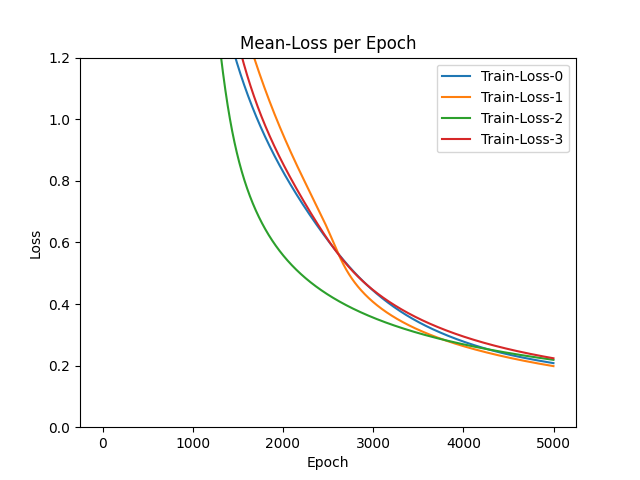 Mean-Loss per Epoch
Train-Loss-0
Train-Loss-1
Train-Loss-2
Train-Loss-3
Loss
1.2
1.0
0.8
0.6
0.4
0.2
0.0
0 1000 2000 3000 4000 5000
Epoch